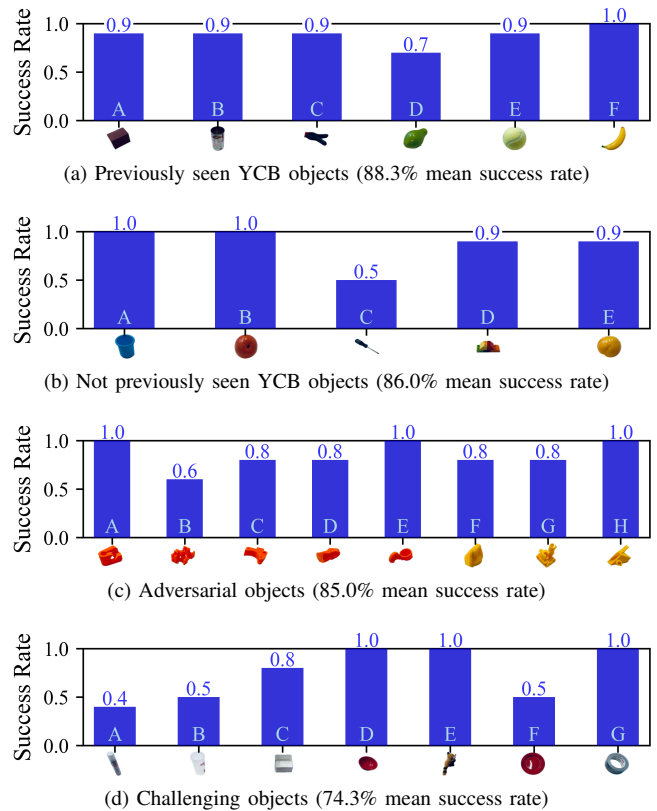 Success Rate
1.0
0.5
0.0
0.9 0.9 0.9 0.7 0.9 1.0
A B C D E F
(a) Previously seen YCB objects (88.3% mean success rate)
Success Rate
1.0
0.5
0.0
1.0 1.0 0.5 0.9 0.9
A B C D E
(b) Not previously seen YCB objects (86.0% mean success rate)
Success Rate
1.0
0.5
0.0
1.0 0.6 0.8 0.8 1.0 0.8 0.8 1.0
A B C D E F G H
(c) Adversarial objects (85.0% mean success rate)
Success Rate
1.0
0.5
0.0
0.4 0.5 0.8 1.0 1.0 0.5 1.0
A B C D E F G
(d) Challenging objects (74.3% mean success rate)